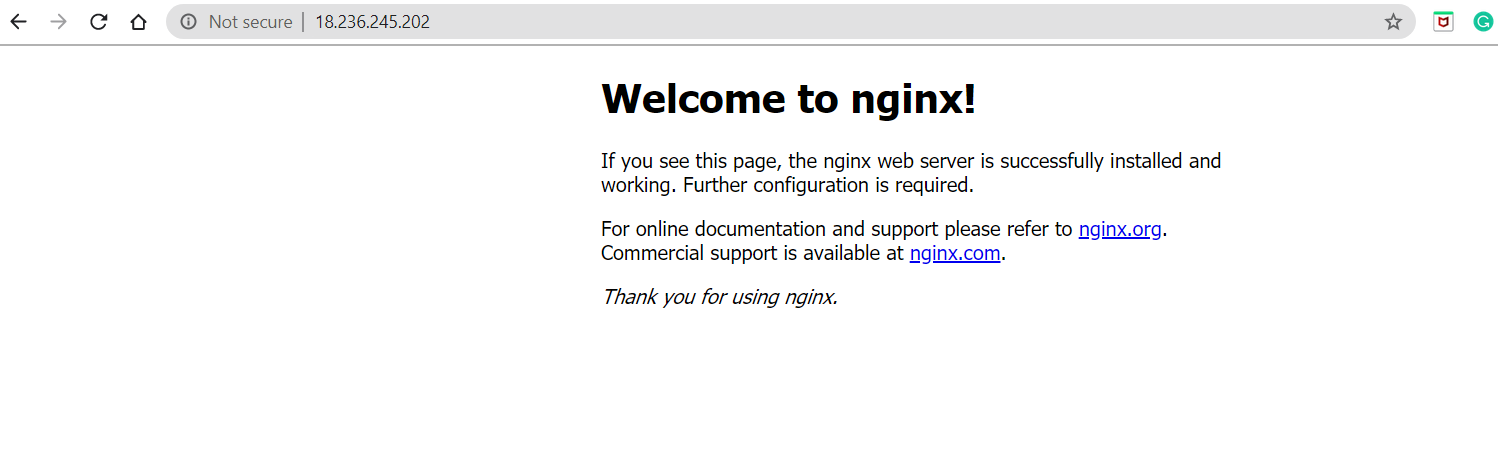 Not secure | 18.236.245.202
Welcome to nginx!
If you see this page, the nginx web server is successfully installed and
working. Further configuration is required.
For online documentation and support please refer to nginx.org.
Commercial support is available at nginx.com.
Thank you for using nginx.